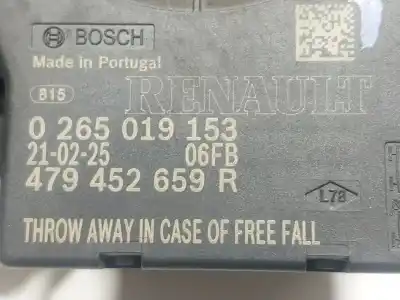 BOSCH
Made in Portugal
815
RENAULT
0 265 019 153
21-02-25 06FB
479 452 659 R
L78
THROW AWAY IN CASE OF FREE FALL